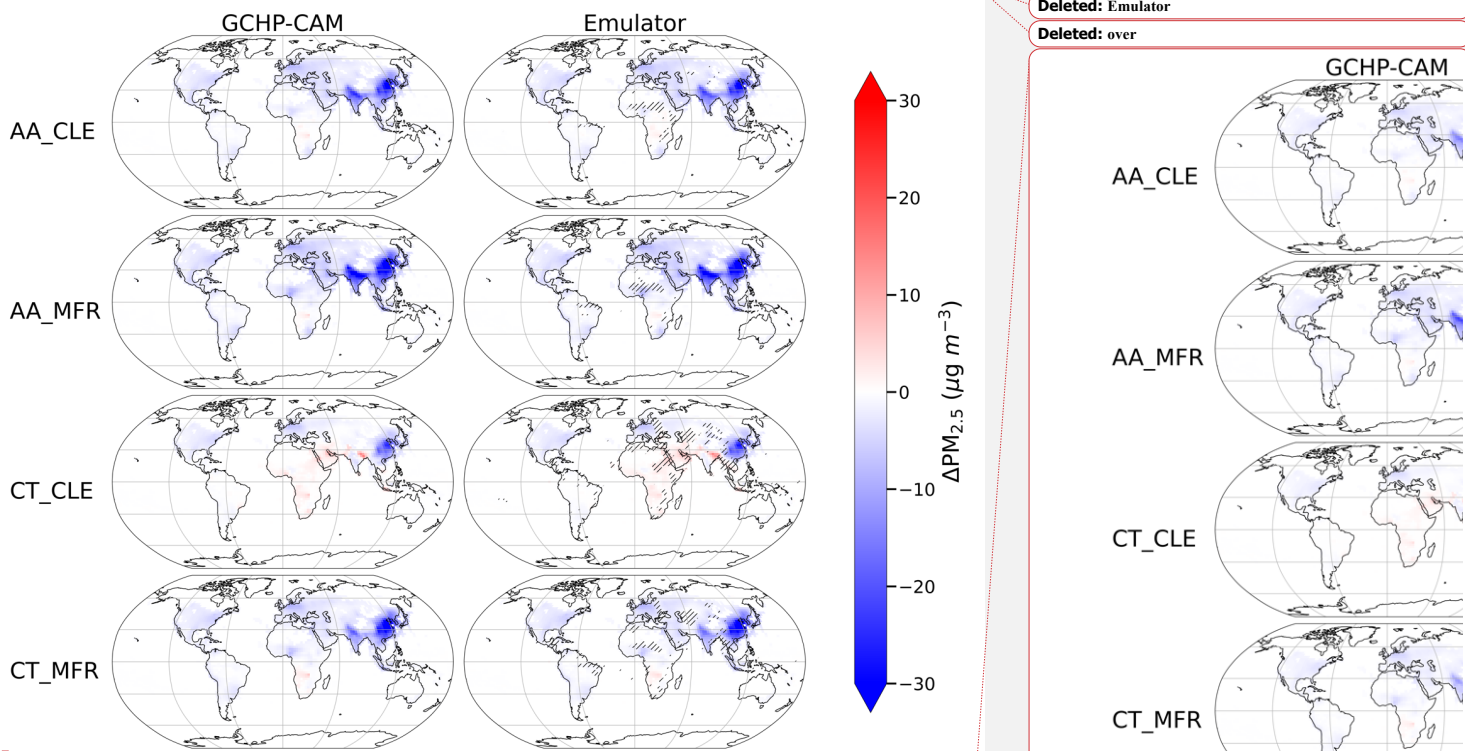 GCHP-CAM Emulator
AA_CLE
AA_MFR
CT_CLE
CT_MFR
30
20
10
0
−10
−20
−30
ΔPM2.5 (μg m−3)
Deleted: Emulator
Deleted: over
GCHP-CAM
AA_CLE
AA_MFR
CT_CLE
CT_MFR